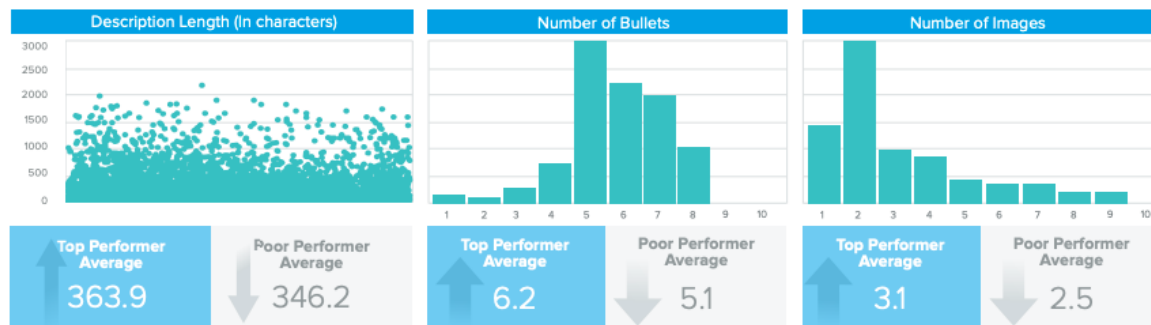 Description Length (In characters)
3000
2500
2000
1500
1000
500
0
Top Performer
Average
363.9
Poor Performer
Average
346.2
Number of Bullets
1 2 3 4 5 6 7 8 9 10
Top Performer
Average
6.2
Poor Performer
Average
5.1
Number of Images
1 2 3 4 5 6 7 8 9 10
Top Performer
Average
3.1
Poor Performer
Average
2.5